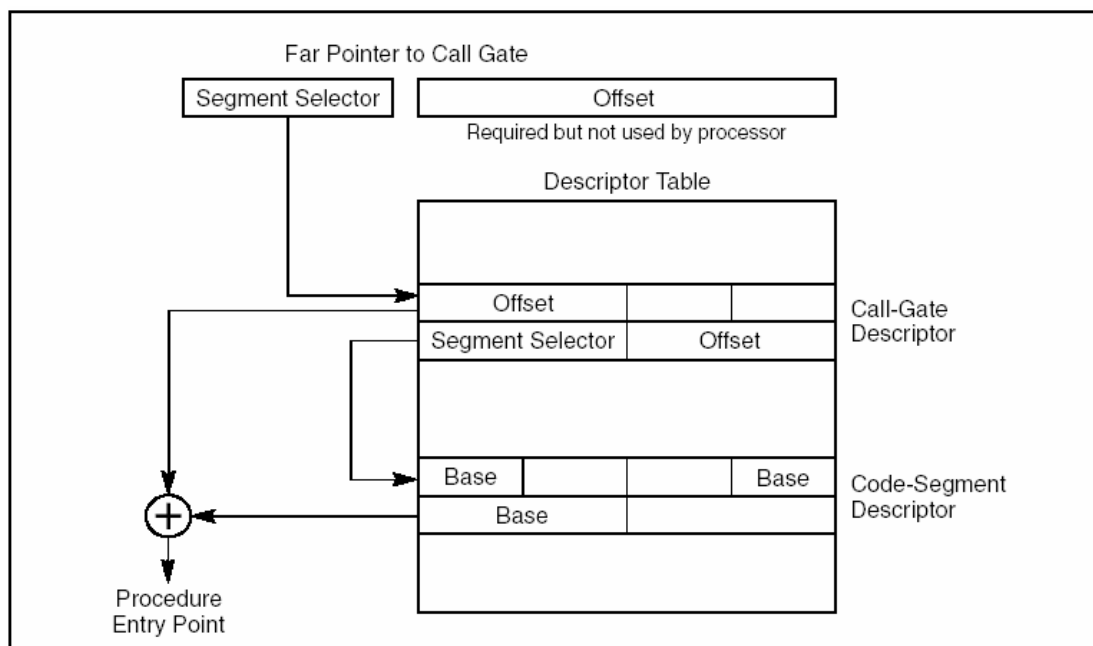 Far Pointer to Call Gate
Segment Selector
Offset
Required but not used by processor
Descriptor Table
Offset
Call-Gate
Descriptor
Segment Selector
Offset
Base
Base
Code-Segment
Descriptor
Base
+
Procedure
Entry Point